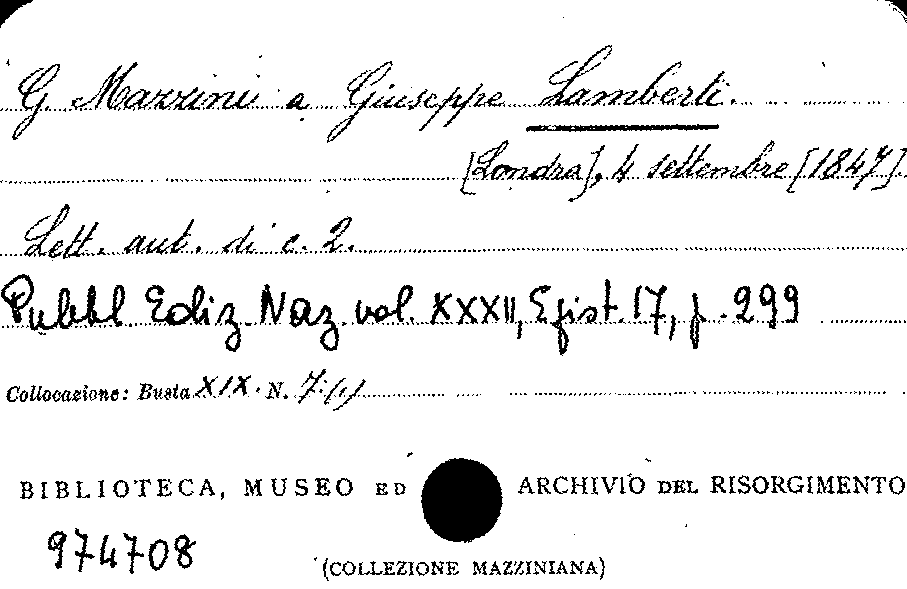 G. Mazzini a Giuseppe Lamberti.
[Londra], 4 settembre [1847].
Lett. aut. di c. 2.
Pubbl Ediz Naz vol. XXXII, Epist. 17, p. 299
Collocazione: Busta XIX. N. 7:(1)
BIBLIOTECA, MUSEO ED ARCHIVIO DEL RISORGIMENTO
974708
(COLLEZIONE MAZZINIANA)